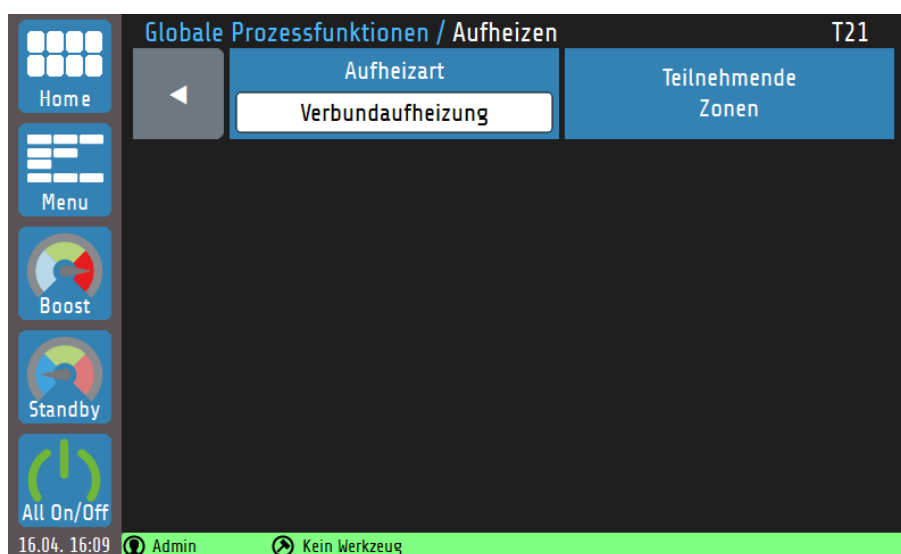 Globale Prozessfunktionen / Aufheizen
T21
Home
◄
Aufheizart
Verbundaufheizung
Teilnehmende
Zonen
Menu
Boost
Standby
All On/Off
16.04. 16:09
Admin
Kein Werkzeug